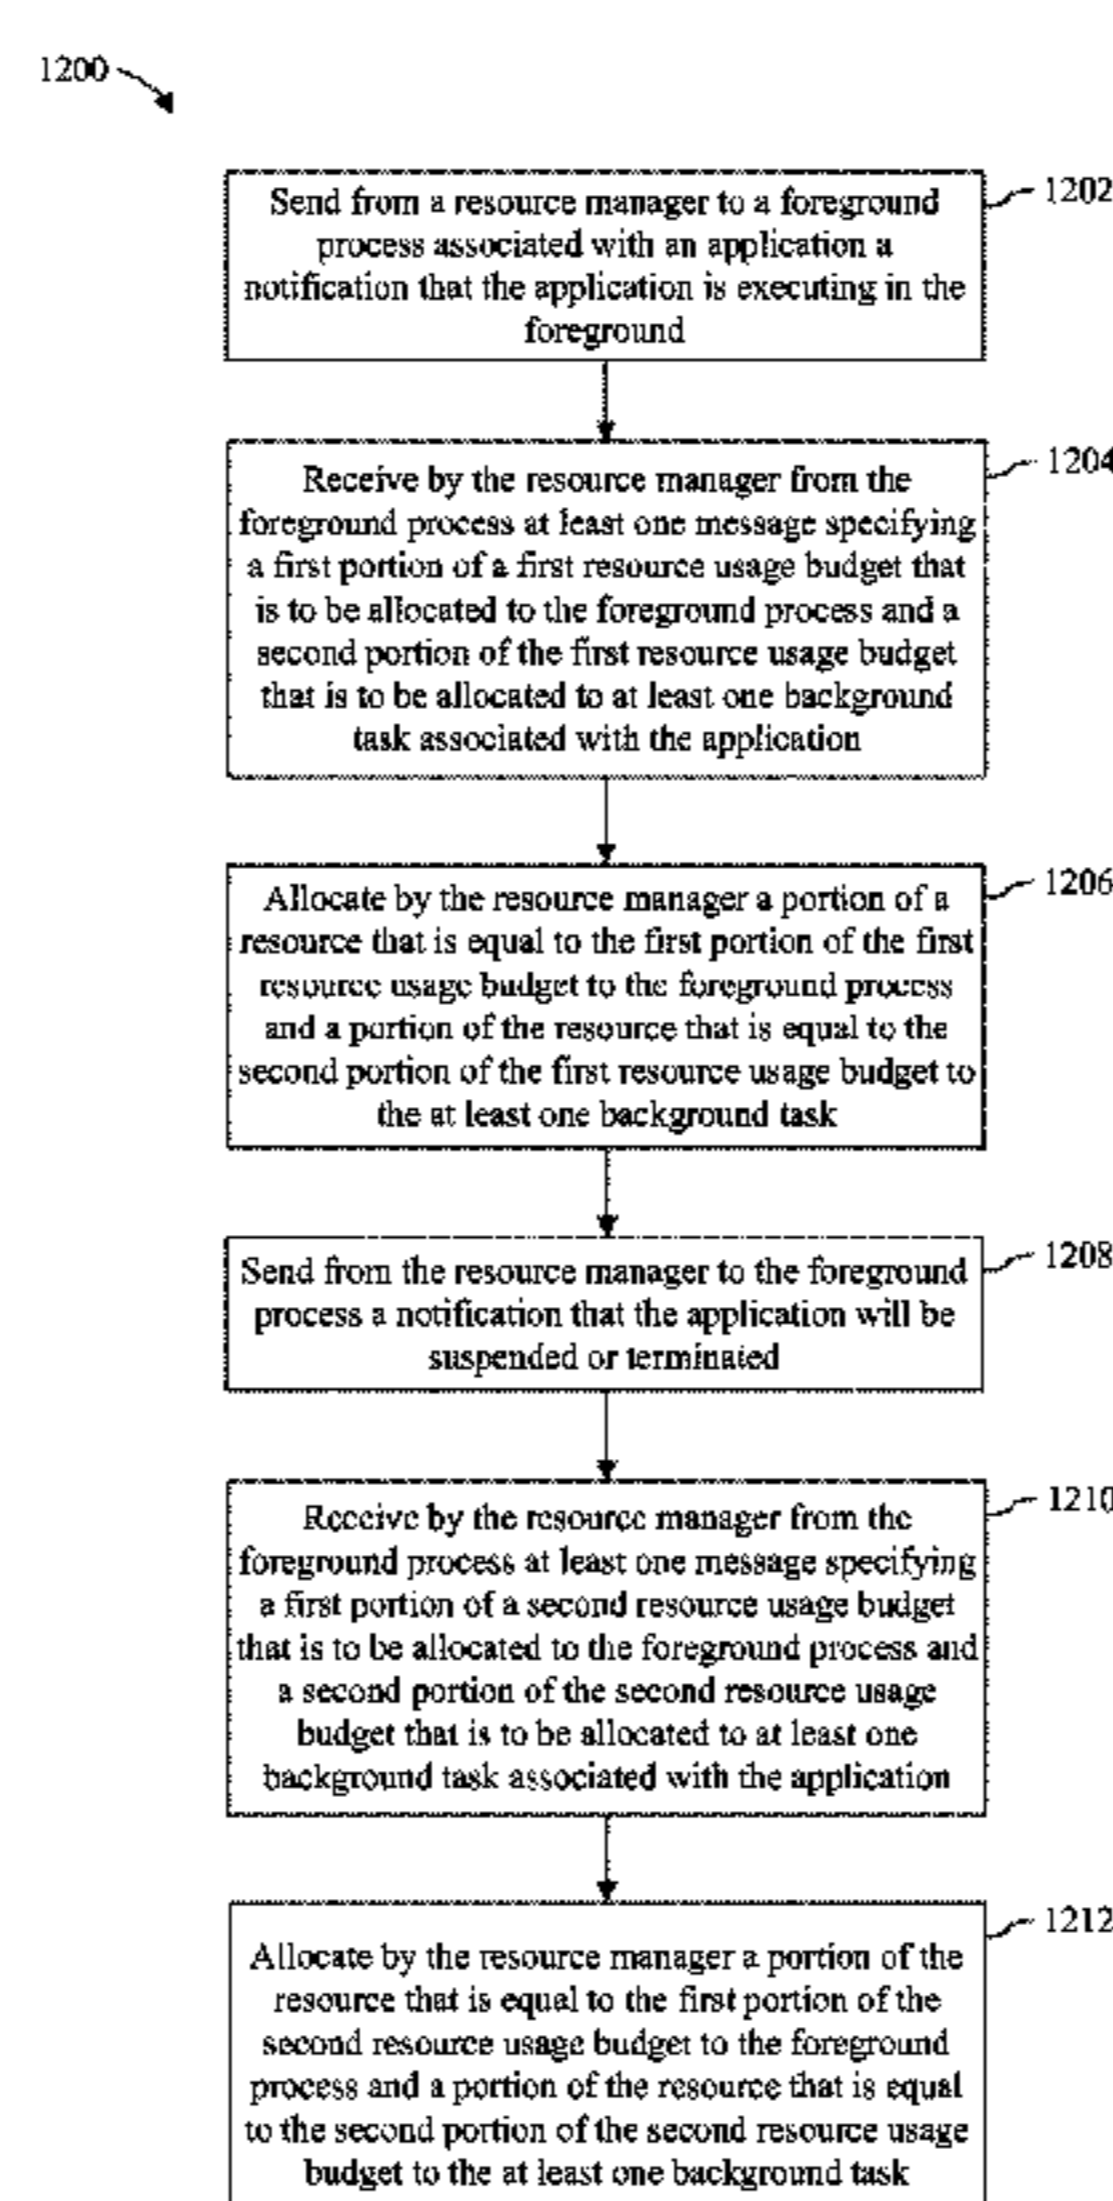 1200
Send from a resource manager to a foreground
process associated with an application a
notification that the application is executing in the
foreground
1202
Receive by the resource manager from the
foreground process at least one message specifying
a first portion of a first resource usage budget that
is to be allocated to the foreground process and a
second portion of the first resource usage budget
that is to be allocated to at least one background
task associated with the application
1204
Allocate by the resource manager a portion of a
resource that is equal to the first portion of the first
resource usage budget to the foreground process
and a portion of the resource that is equal to the
second portion of the first resource usage budget to
the at least one background task
1206
Send from the resource manager to the foreground
process a notification that the application will be
suspended or terminated
1208
Receive by the resource manager from the
foreground process at least one message specifying
a first portion of a second resource usage budget
that is to be allocated to the foreground process and
a second portion of the second resource usage
budget that is to be allocated to at least one
background task associated with the application
1210
Allocate by the resource manager a portion of the
resource that is equal to the first portion of the
second resource usage budget to the foreground
process and a portion of the resource that is equal
to the second portion of the second resource usage
budget to the at least one background task
1212